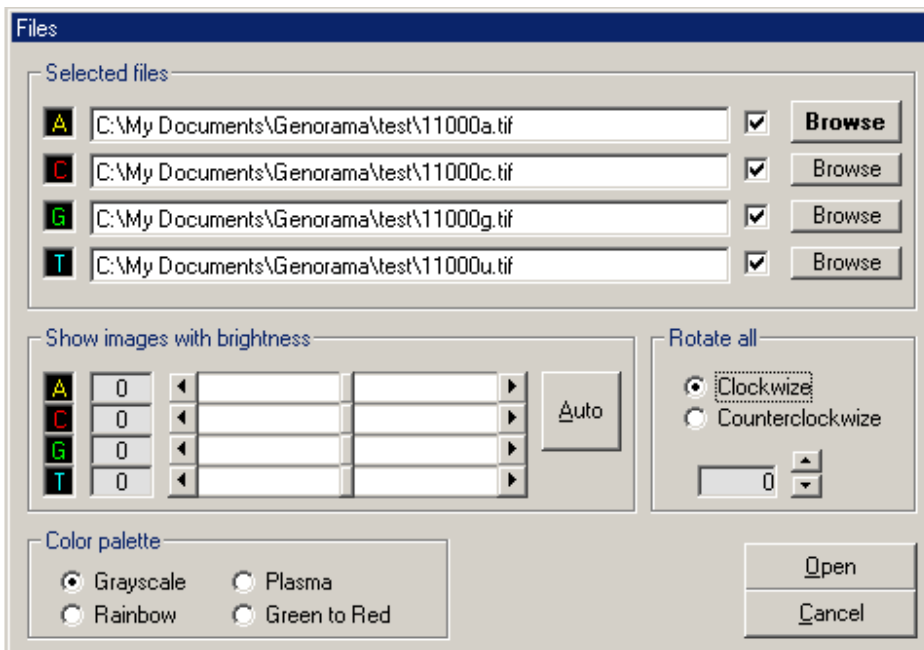 Files
Selected files
A C:\My Documents\Genorama\test\11000a.tif Browse
C C:\My Documents\Genorama\test\11000c.tif Browse
G C:\My Documents\Genorama\test\11000g.tif Browse
T C:\My Documents\Genorama\test\11000u.tif Browse
Show images with brightness
A 0
C 0
G 0
T 0
Auto
Rotate all
Clockwize
Counterclockwize
0
Color palette
Grayscale Plasma
Rainbow Green to Red
Open
Cancel